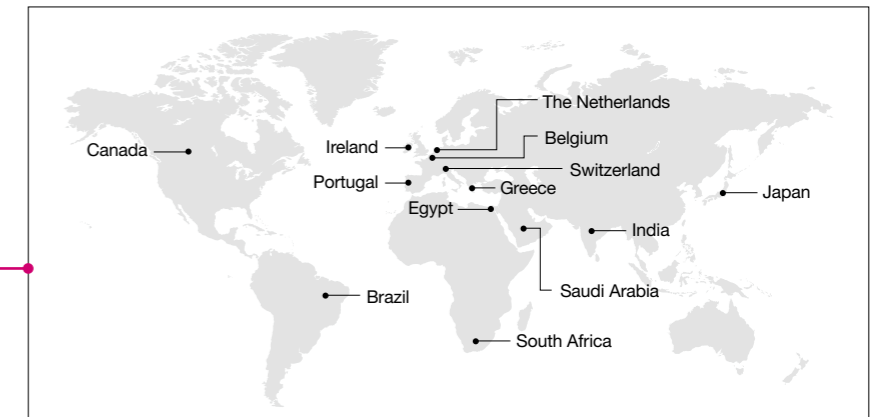 The Netherlands
Belgium
Ireland
Canada
Switzerland
Portugal
Greece
Japan
Egypt
India
Saudi Arabia
Brazil
South Africa